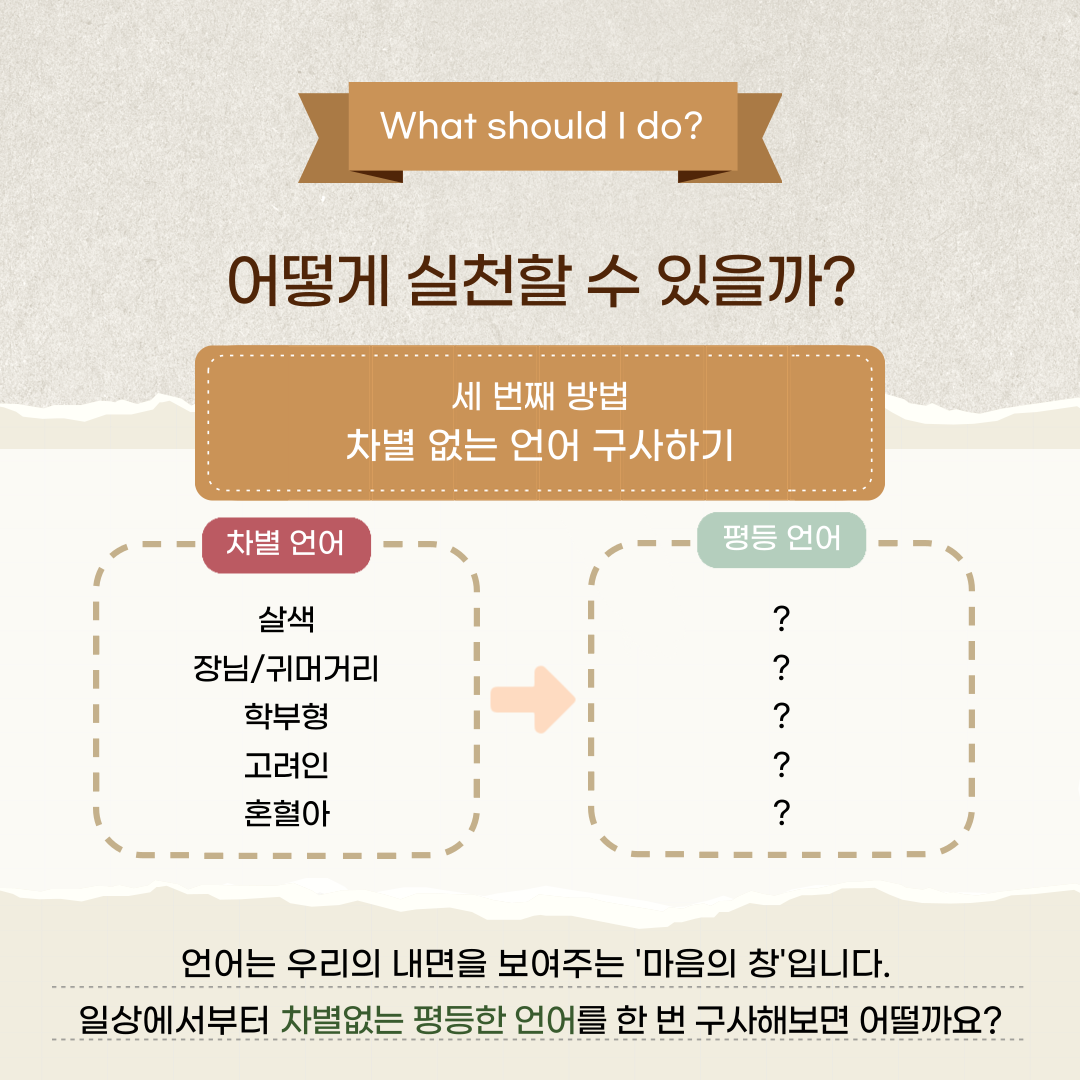 What should I do?
어떻게 실천할 수 있을까?
세 번째 방법
차별 없는 언어 구사하기
차별 언어
살색
장님/귀머거리
학부형
고려인
혼혈아
평등 언어
?
?
?
?
?
언어는 우리의 내면을 보여주는 '마음의 창'입니다.
일상에서부터 차별없는 평등한 언어를 한 번 구사해보면 어떨까요?